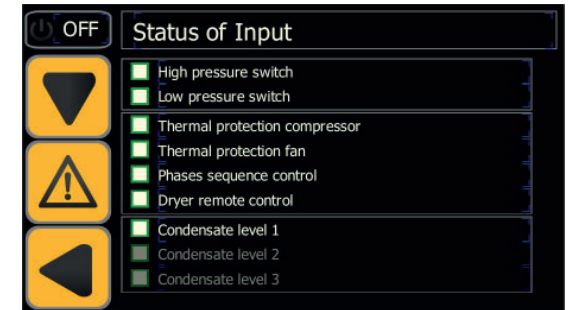 OFF
Status of Input
High pressure switch
Low pressure switch
Thermal protection compressor
Thermal protection fan
Phases sequence control
Dryer remote control
Condensate level 1
Condensate level 2
Condensate level 3